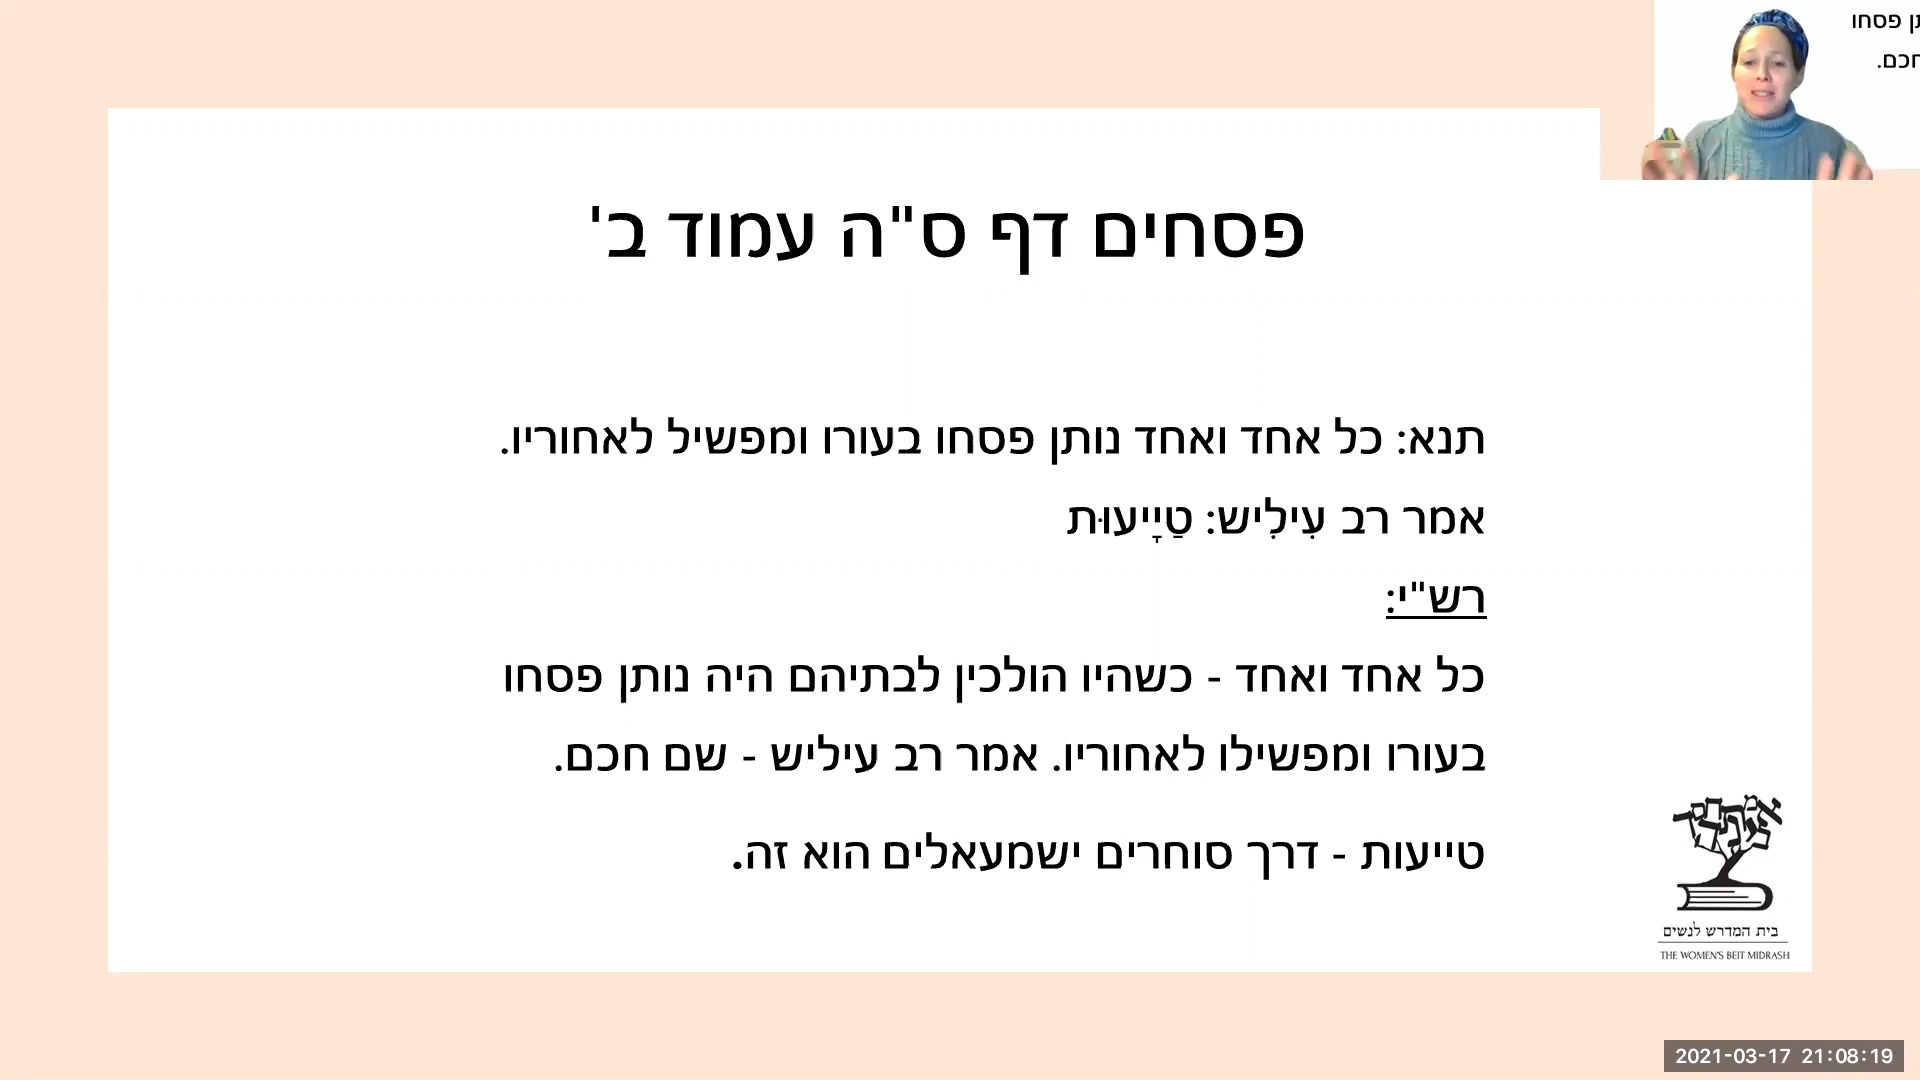 פסחים דף ס"ה עמוד ב'
תנא: כל אחד ואחד נותן פסחו בעורו ומפשיל לאחוריו.
אמר רב עִילִיש: טַיָיעוּת
רש"י:
כל אחד ואחד - כשהיו הולכין לבתיהם היה נותן פסחו
בעורו ומפשילו לאחוריו. אמר רב עיליש - שם חכם.
טייעות - דרך סוחרים ישמעאלים הוא זה.
פסחו
בית המדרש לנשים
THE WOMEN'S BEIT MIDRASH
2021-03-17 21:08:19